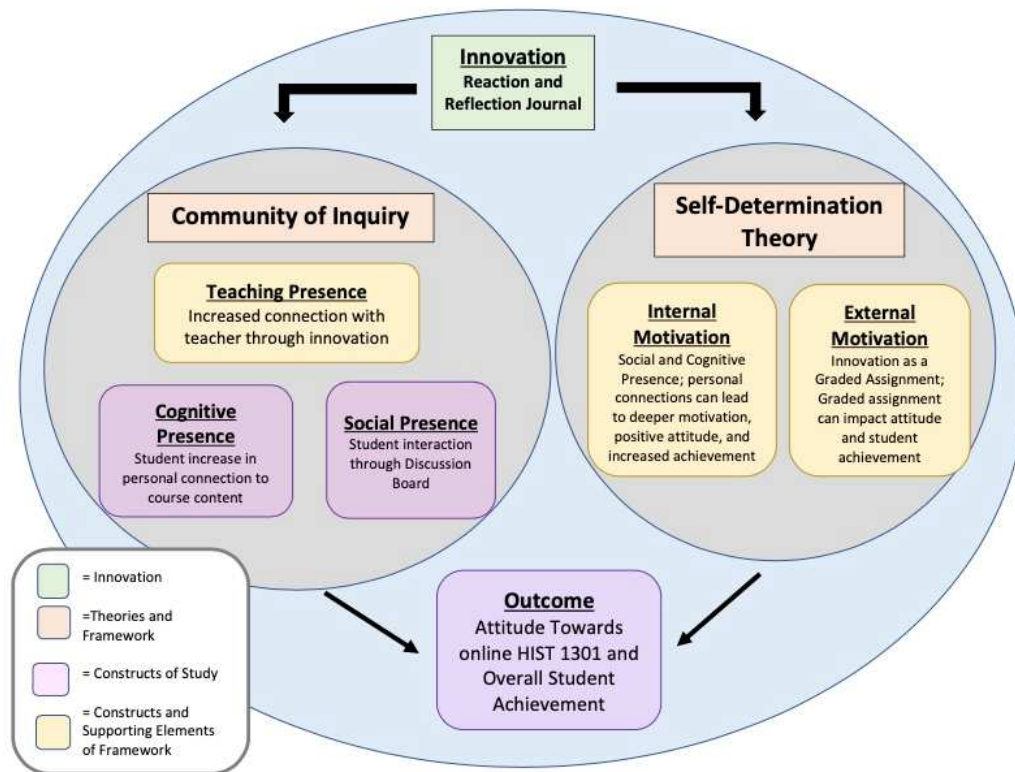 Innovation
Reaction and
Reflection Journal
Community of Inquiry
Teaching Presence
Increased connection with
teacher through innovation
Cognitive
Presence
Student increase in
personal connection to
course content
Social Presence
Student interaction
through Discussion
Board
Self-Determination
Theory
Internal
Motivation
Social and Cognitive
Presence; personal
connections can lead
to deeper motivation,
positive attitude, and
increased achievement
External
Motivation
Innovation as a
Graded Assignment;
Graded assignment
can impact attitude
and student
achievement
Outcome
Attitude Towards
online HIST 1301 and
Overall Student
Achievement
= Innovation
=Theories and
Framework
= Constructs of Study
= Constructs and
Supporting Elements
of Framework